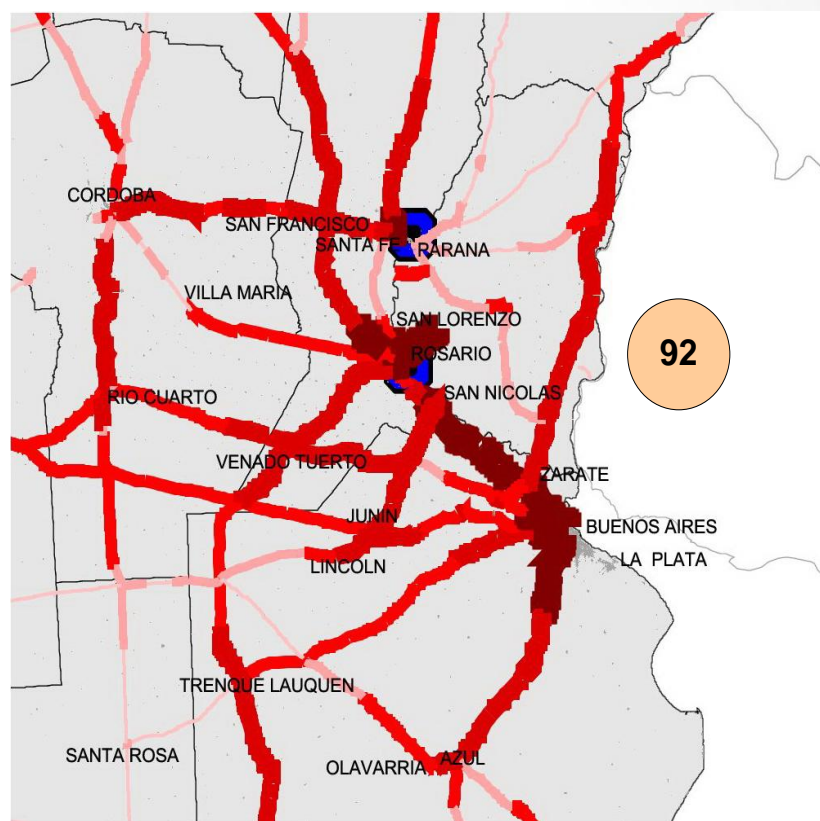 CORDOBA
SAN FRANCISCO
SANTA FE
PARANA
VILLA MARIA
SAN LORENZO
92
ROSARIO
RIO CUARTO
SAN NICOLAS
VENADO TUERTO
ZARATE
JUNIN
BUENOS AIRES
LINCOLN
LA PLATA
TRENQUE LAUQUEN
SANTA ROSA
OLAVARRIA
AZUL